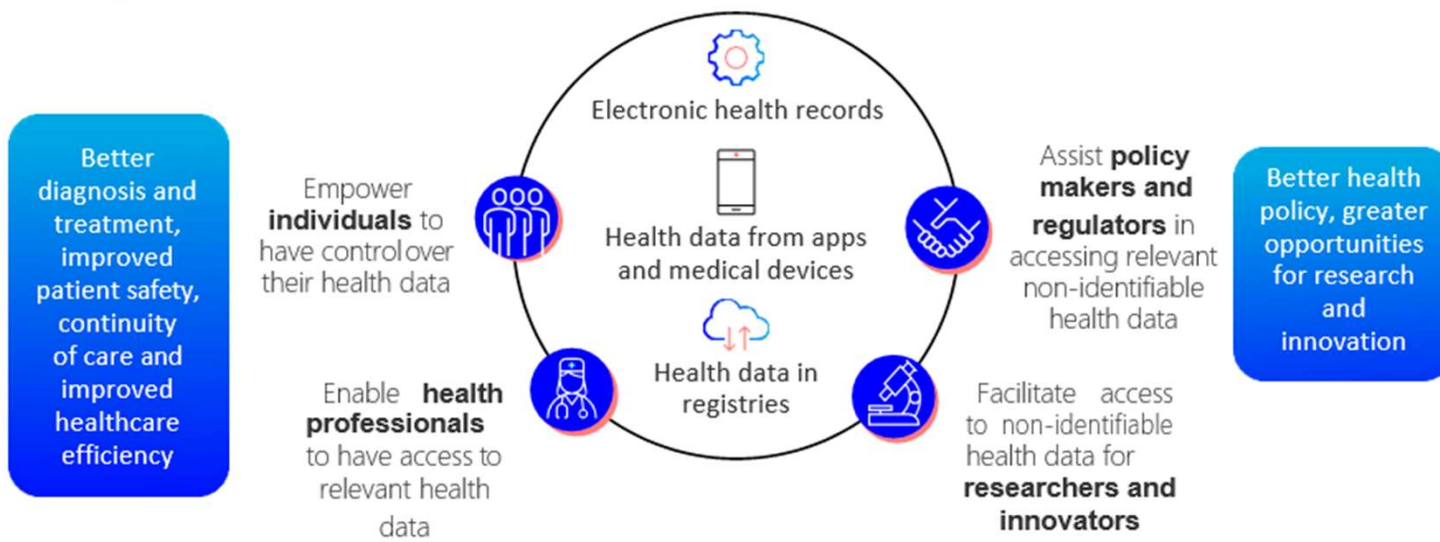 Better
diagnosis and
treatment,
improved
patient safety,
continuity
of care and
improved
healthcare
efficiency
Empower
individuals to
have control over
their health data
Enable health
professionals
to have access to
relevant health
data
Electronic health records
Health data from apps
and medical devices
Health data in
registries
Assist policy
makers and
regulators in
accessing relevant
non-identifiable
health data
Facilitate access
to non-identifiable
health data for
researchers and
innovators
Better health
policy, greater
opportunities
for research
and
innovation